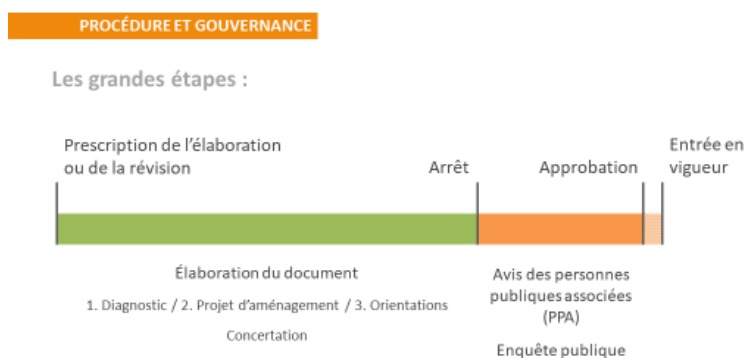 PROCÉDURE ET GOUVERNANCE
Les grandes étapes :
Prescription de l'élaboration
ou de la révision
Arrêt
Approbation
Entrée en
vigueur
Élaboration du document
1. Diagnostic / 2. Projet d'aménagement / 3. Orientations
Concertation
Avis des personnes
publiques associées
(PPA)
Enquête publique